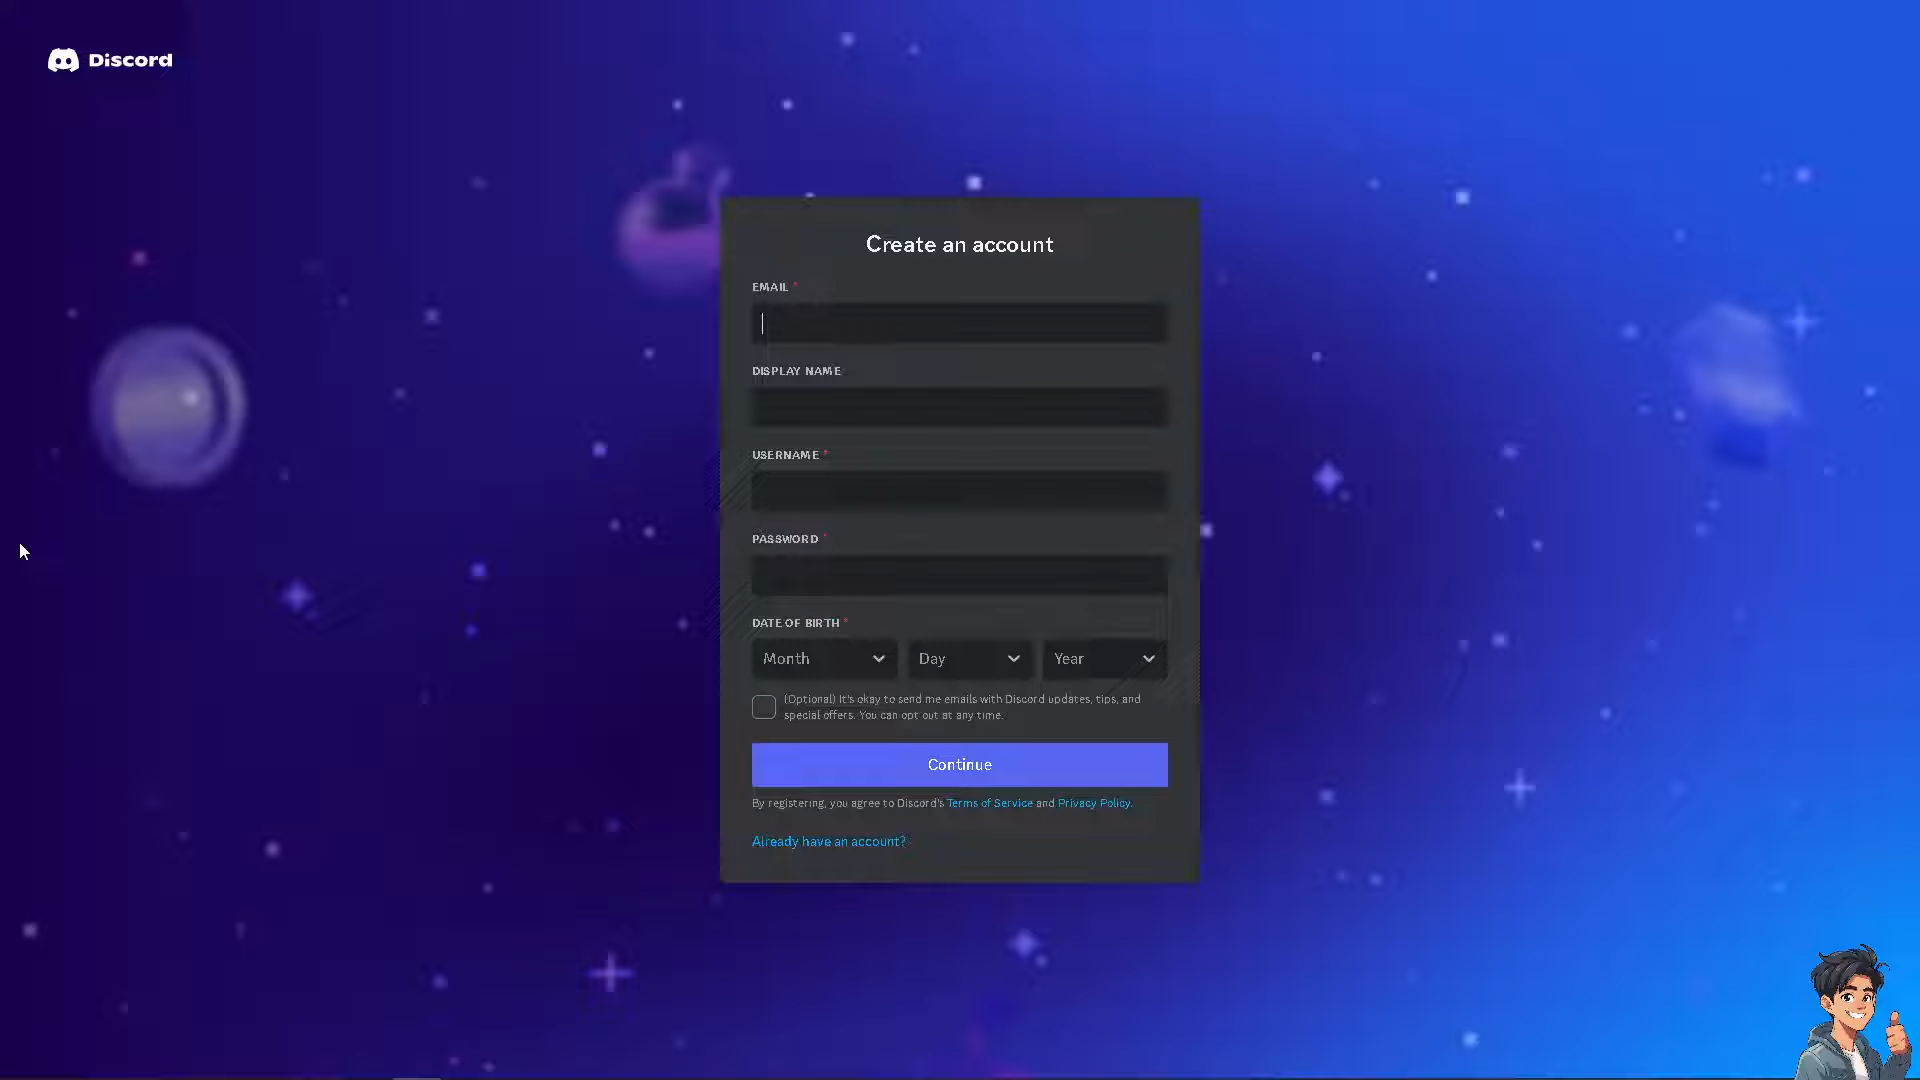 Discord
Create an account
EMAIL *
DISPLAY NAME
USERNAME *
PASSWORD *
DATE OF BIRTH *
Month Day Year
(Optional) It's okay to send me emails with Discord updates, tips, and
special offers. You can opt out at any time.
Continue
By registering, you agree to Discord's Terms of Service and Privacy Policy.
Already have an account?